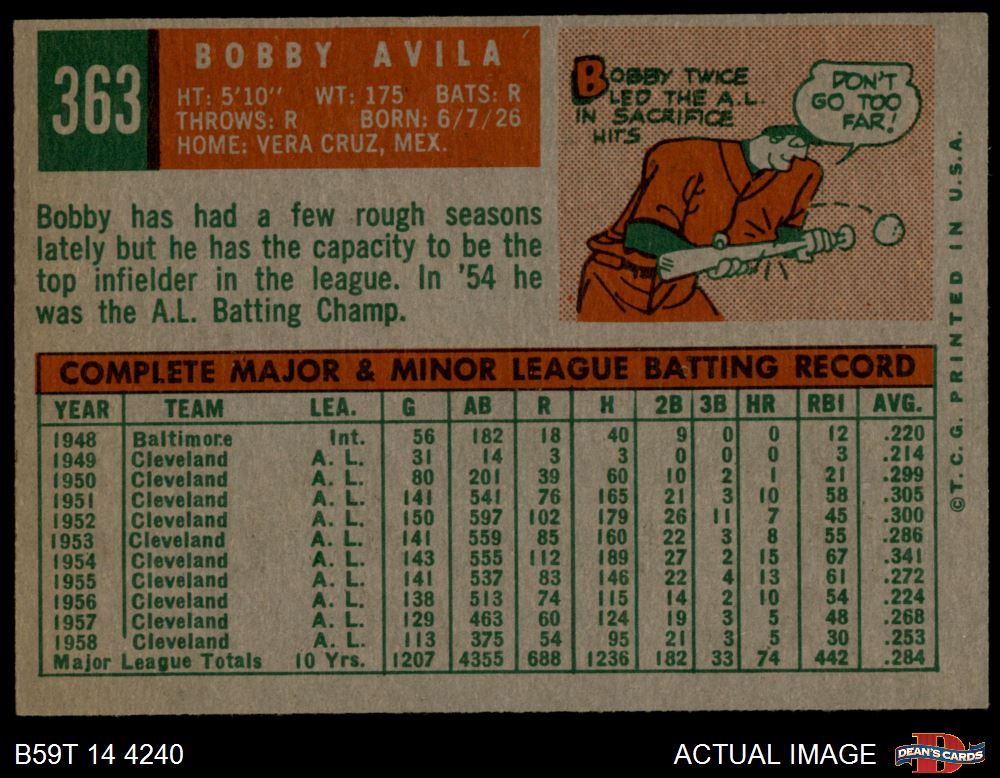 363
BOBBY AVILA
HT: 5'10" WT: 175 BATS: R
THROWS: R BORN: 6/7/26
HOME: VERA CRUZ, MEX.
BOBBY TWICE
LED THE A.L.
IN SACRIFICE
HITS
DON'T
GO TOO
FAR!
Bobby has had a few rough seasons
lately but he has the capacity to be the
top infielder in the league. In '54 he
was the A.L. Batting Champ.
COMPLETE MAJOR & MINOR LEAGUE BATTING RECORD
YEAR TEAM LEA. G AB R H 2B 3B HR RBI AVG.
1948 Baltimore Int. 56 182 18 40 9 0 0 12 .220
1949 Cleveland A. L. 31 14 3 3 0 0 0 3 .214
1950 Cleveland A. L. 80 201 39 60 10 2 1 21 .299
1951 Cleveland A. L. 141 541 76 165 21 3 10 58 .305
1952 Cleveland A. L. 150 597 102 179 26 11 7 45 .300
1953 Cleveland A. L. 141 559 85 160 22 3 8 55 .286
1954 Cleveland A. L. 143 555 112 189 27 2 15 67 .341
1955 Cleveland A. L. 141 537 83 146 22 4 13 61 .272
1956 Cleveland A. L. 138 513 74 115 14 2 10 54 .224
1957 Cleveland A. L. 129 463 60 124 19 3 5 48 .268
1958 Cleveland A. L. 113 375 54 95 21 3 5 30 .253
Major League Totals 10 Yrs. 1207 4355 688 1236 182 33 74 442 .284
©T. C. G. PRINTED IN U.S.A.
B59T 14 4240
ACTUAL IMAGE
DEAN'S CARDS